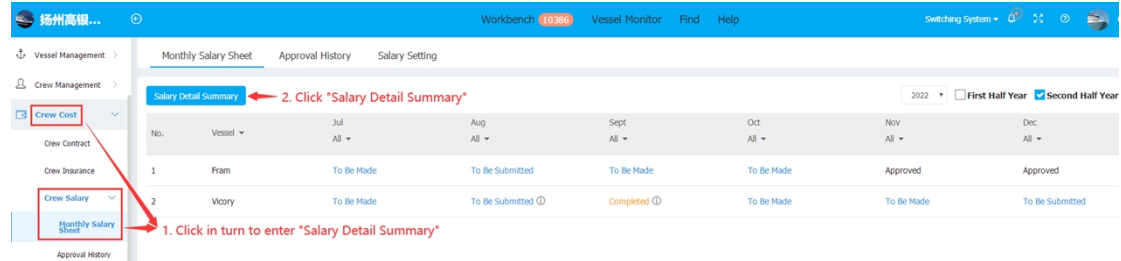 扬州高银...
Workbench 10386 Vessel Monitor Find Help
Switching System
Vessel Management
Monthly Salary Sheet Approval History Salary Setting
Crew Management
Salary Detail Summary
2. Click "Salary Detail Summary"
2022 First Half Year Second Half Year
Crew Cost
Crew Contract
No. Vessel Jul Aug Sept Oct Nov Dec
All All All All All All
Crew Insurance
1 Fram To Be Made To Be Submitted To Be Made To Be Made Approved Approved
Crew Salary
2 Vicory To Be Made To Be Submitted Completed To Be Made To Be Made To Be Submitted
Monthly Salary
Sheet
1. Click in turn to enter "Salary Detail Summary"
Approval History